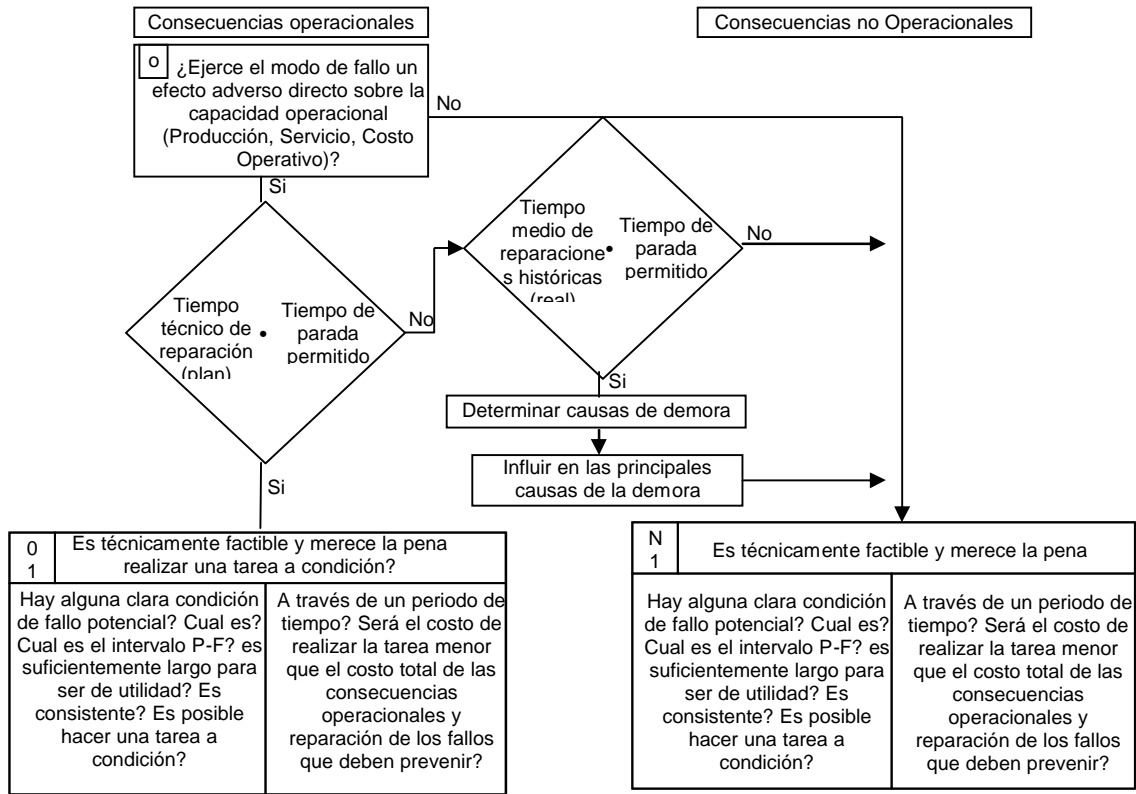 Consecuencias operacionales
Consecuencias no Operacionales
o
¿Ejerce el modo de fallo un
efecto adverso directo sobre la
capacidad operacional
(Producción, Servicio, Costo
Operativo)?
No
Si
Tiempo
técnico de
reparación
(plan)
•
Tiempo de
parada
permitido
No
Si
Tiempo
medio de
reparacione
s históricas
(real)
•
Tiempo de
parada
permitido
No
Si
Determinar causas de demora
Influir en las principales
causas de la demora
0
1
Es técnicamente factible y merece la pena
realizar una tarea a condición?
Hay alguna clara condición
de fallo potencial? Cual es?
Cual es el intervalo P-F? es
suficientemente largo para
ser de utilidad? Es
consistente? Es posible
hacer una tarea a
condición?
A través de un periodo de
tiempo? Será el costo de
realizar la tarea menor
que el costo total de las
consecuencias
operacionales y
reparación de los fallos
que deben prevenir?
N
1
Es técnicamente factible y merece la pena
Hay alguna clara condición
de fallo potencial? Cual es?
Cual es el intervalo P-F? es
suficientemente largo para
ser de utilidad? Es
consistente? Es posible
hacer una tarea a
condición?
A través de un periodo de
tiempo? Será el costo de
realizar la tarea menor
que el costo total de las
consecuencias
operacionales y
reparación de los fallos
que deben prevenir?